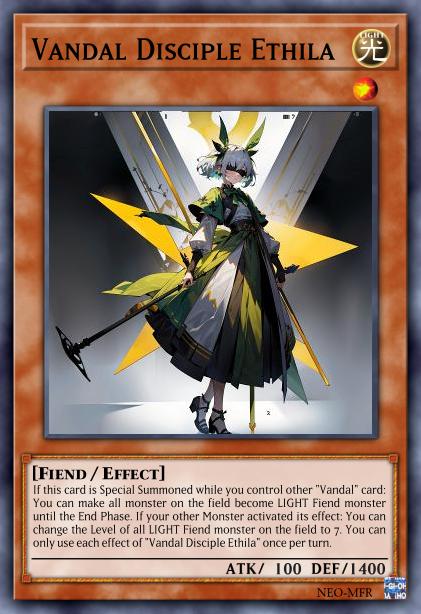 VANDAL DISCIPLE ETHILA
LIGHT
光
[FIEND / EFFECT]
If this card is Special Summoned while you control other "Vandal" card:
You can make all monster on the field become LIGHT Fiend monster
until the End Phase. If your other Monster activated its effect: You can
change the Level of all LIGHT Fiend monster on the field to 7. You can
only use each effect of "Vandal Disciple Ethila" once per turn.
ATK/ 100 DEF/1400
NEO-MFR